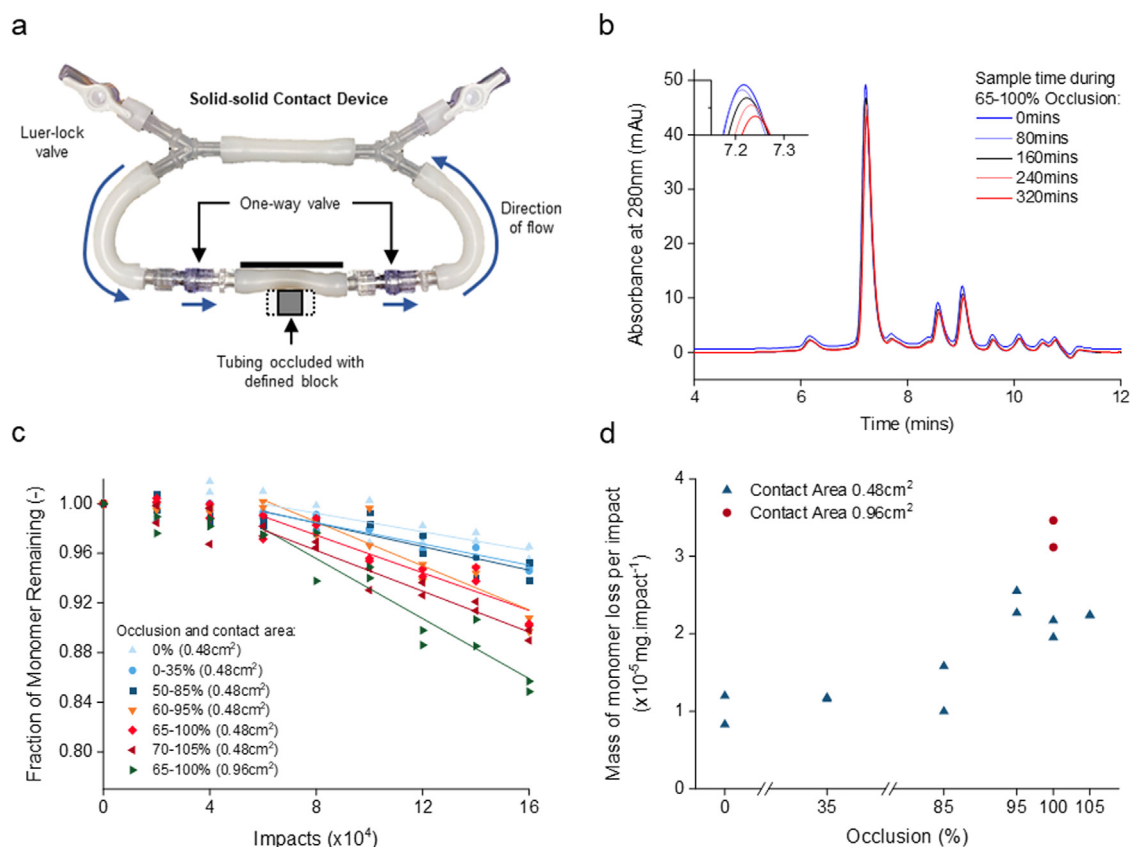 a
Solid-solid Contact Device
Luer-lock
valve
One-way valve
Direction
of flow
Tubing occluded with
defined block
b
Absorbance at 280nm (mAu)
50
40
30
20
10
0
4
6
8
10
12
Time (mins)
7.2
7.3
Sample time during
65-100% Occlusion:
0mins
80mins
160mins
240mins
320mins
c
Fraction of Monomer Remaining (-)
1.00
0.96
0.92
0.88
0.84
0.80
Occlusion and contact area:
0% (0.48cm²)
0-35% (0.48cm²)
50-85% (0.48cm²)
60-95% (0.48cm²)
65-100% (0.48cm²)
70-105% (0.48cm²)
65-100% (0.96cm²)
0
2
4
6
8
10
12
14
16
Impacts (x10⁴)
d
Mass of monomer loss per impact
(x10⁻⁵mg.impact⁻¹)
4
3
2
1
0
Contact Area 0.48cm²
Contact Area 0.96cm²
0
35
85
95
100
105
Occlusion (%)